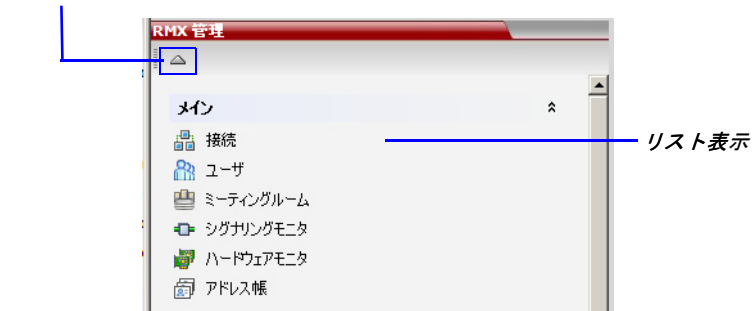 RMX 管理
メイン
接続
リスト表示
ユーザ
ミーティングルーム
シグナリングモニタ
ハードウェアモニタ
アドレス帳